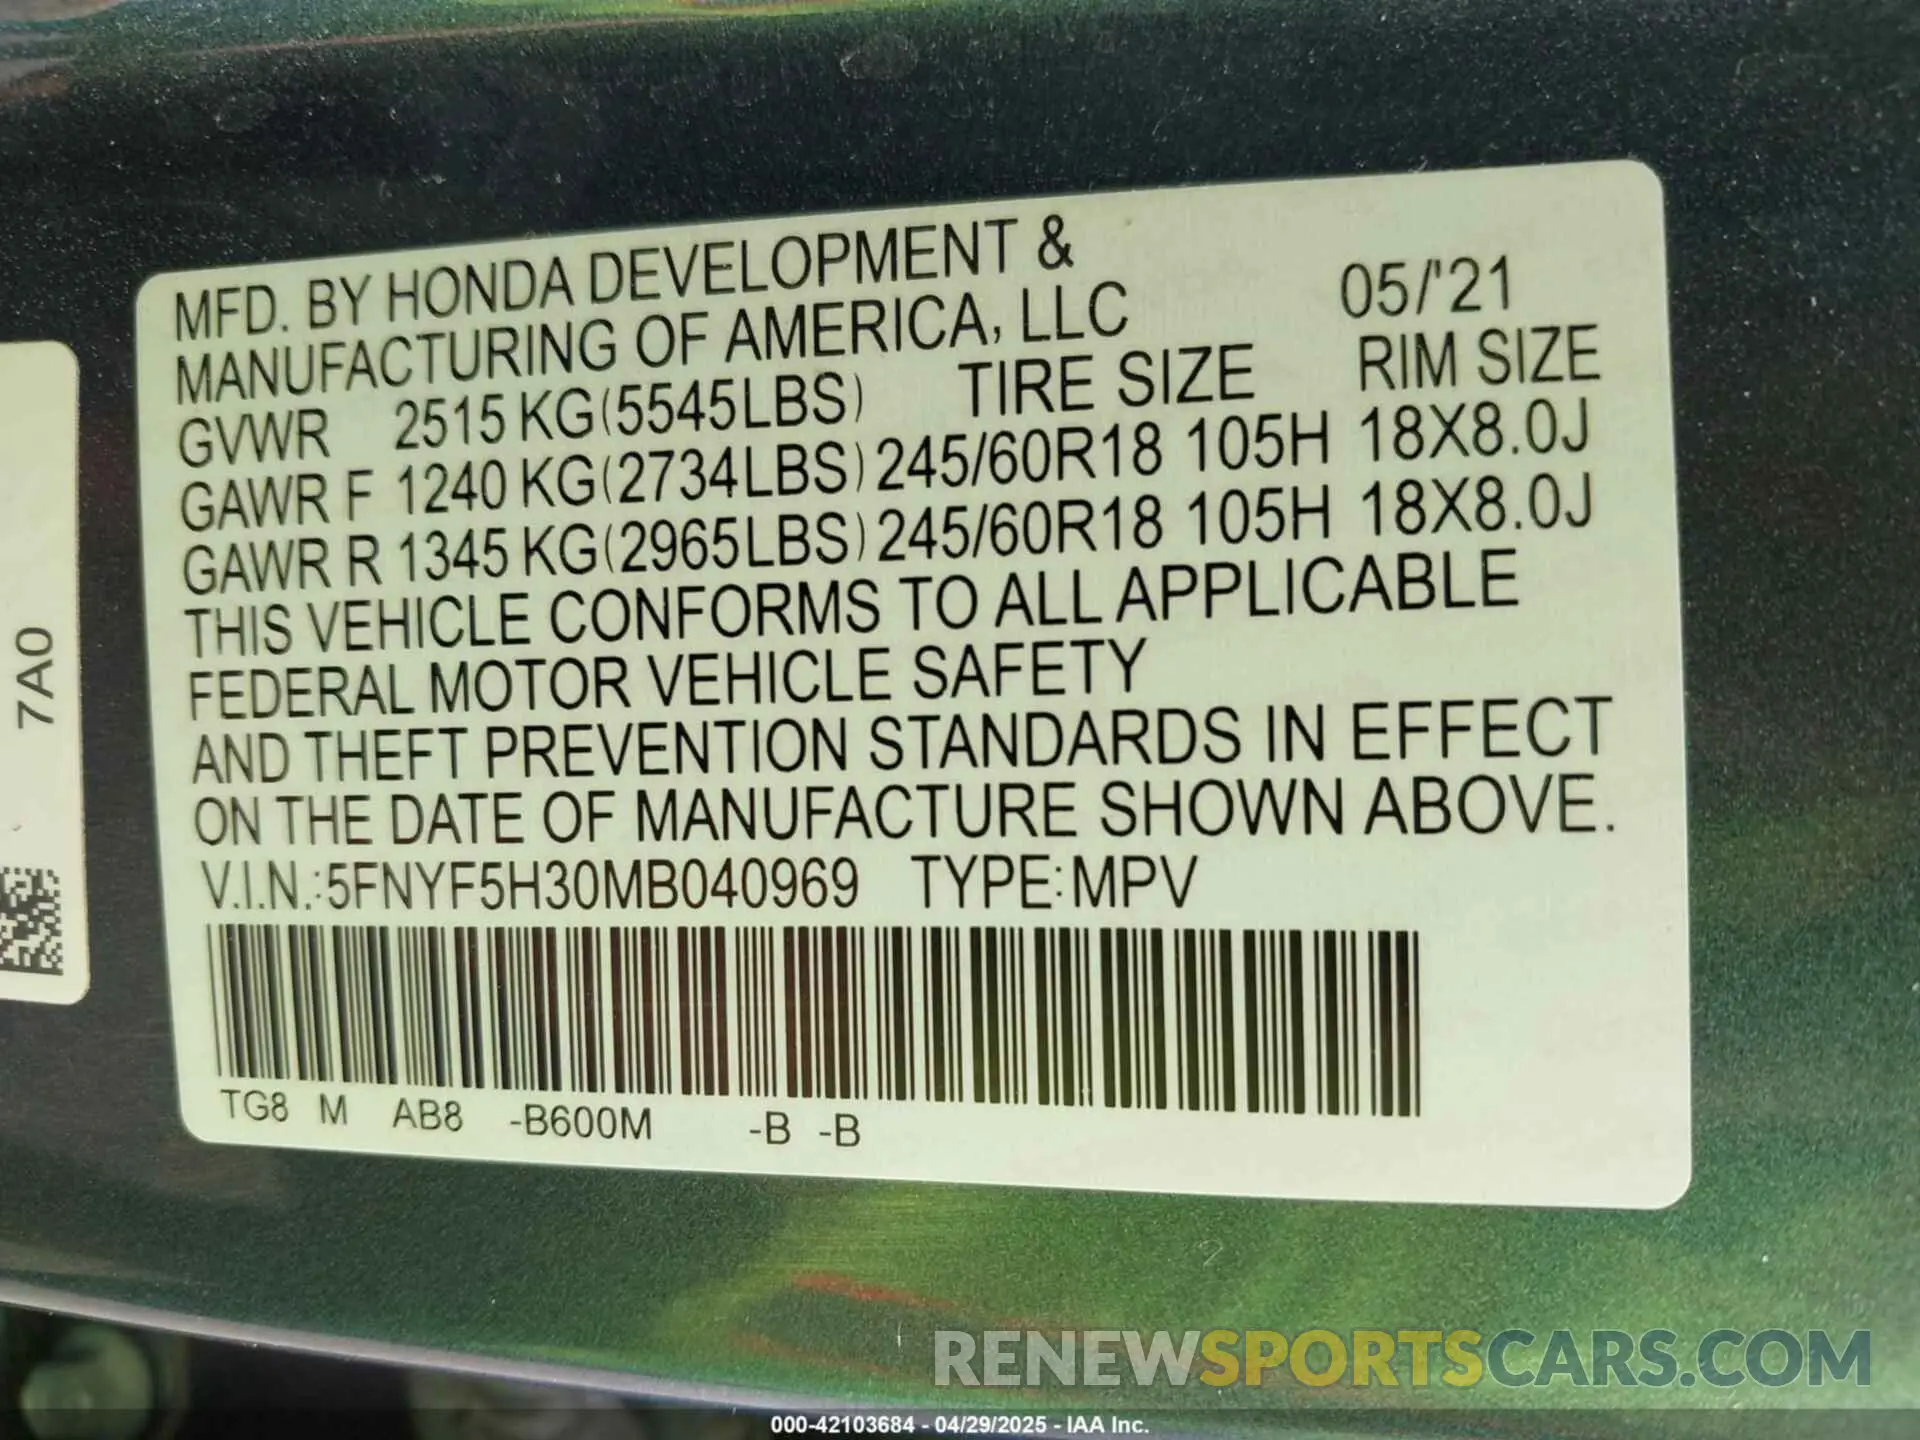 MFD. BY HONDA DEVELOPMENT &
MANUFACTURING OF AMERICA, LLC 05/'21
GVWR 2515 KG(5545LBS) TIRE SIZE RIM SIZE
GAWR F 1240 KG(2734LBS) 245/60R18 105H 18X8.0J
GAWR R 1345 KG(2965LBS) 245/60R18 105H 18X8.0J
THIS VEHICLE CONFORMS TO ALL APPLICABLE
FEDERAL MOTOR VEHICLE SAFETY
AND THEFT PREVENTION STANDARDS IN EFFECT
ON THE DATE OF MANUFACTURE SHOWN ABOVE.
V.I.N.:5FNYF5H30MB040969 TYPE:MPV
TG8 M AB8 -B600M -B -B
7A0
RENEWSPORTSCARS.COM
000-42103684 - 04/29/2025 - IAA Inc.